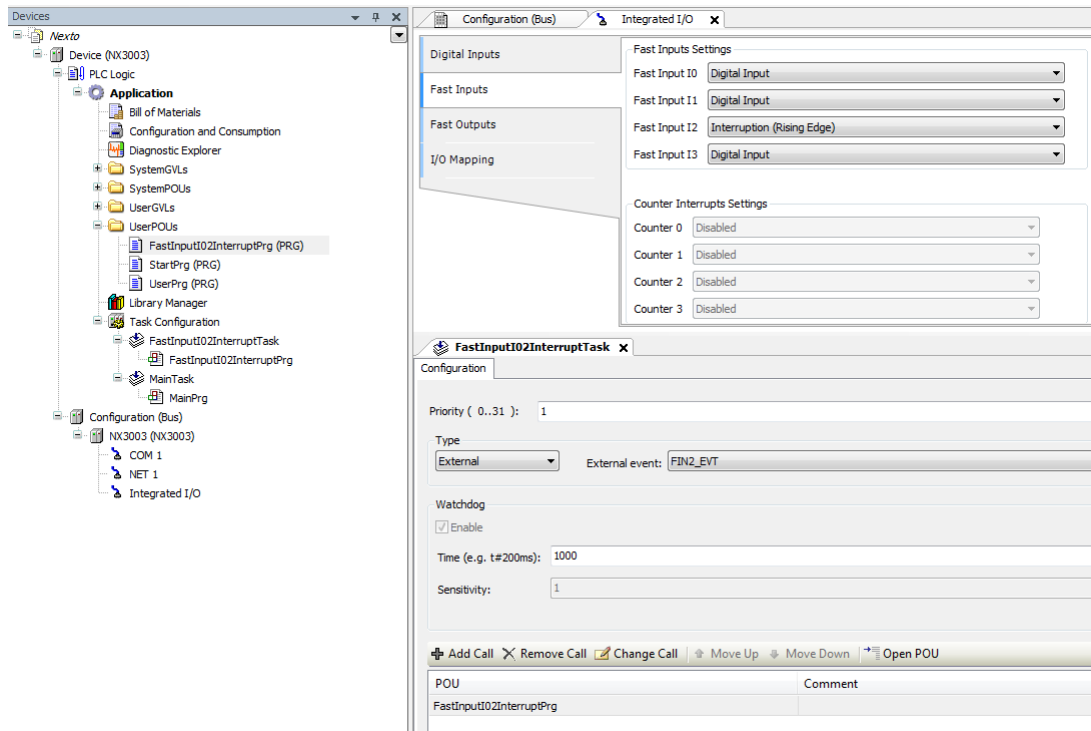 Devices
Nexto
Device (NX3003)
PLC Logic
Application
Bill of Materials
Configuration and Consumption
Diagnostic Explorer
SystemGVLs
SystemPOUs
UserGVLs
UserPOUs
FastInputI02InterruptPrg (PRG)
StartPrg (PRG)
UserPrg (PRG)
Library Manager
Task Configuration
FastInputI02InterruptTask
FastInputI02InterruptPrg
MainTask
MainPrg
Configuration (Bus)
NX3003 (NX3003)
COM 1
NET 1
Integrated I/O
Configuration (Bus) Integrated I/O
Digital Inputs
Fast Inputs
Fast Outputs
I/O Mapping
Fast Inputs Settings
Fast Input I0 Digital Input
Fast Input I1 Digital Input
Fast Input I2 Interruption (Rising Edge)
Fast Input I3 Digital Input
Counter Interrupts Settings
Counter 0 Disabled
Counter 1 Disabled
Counter 2 Disabled
Counter 3 Disabled
FastInputI02InterruptTask
Configuration
Priority ( 0..31 ): 1
Type
External External event: FIN2_EVT
Watchdog
Enable
Time (e.g. t#200ms): 1000
Sensitivity: 1
Add Call Remove Call Change Call Move Up Move Down Open POU
POU Comment
FastInputI02InterruptPrg